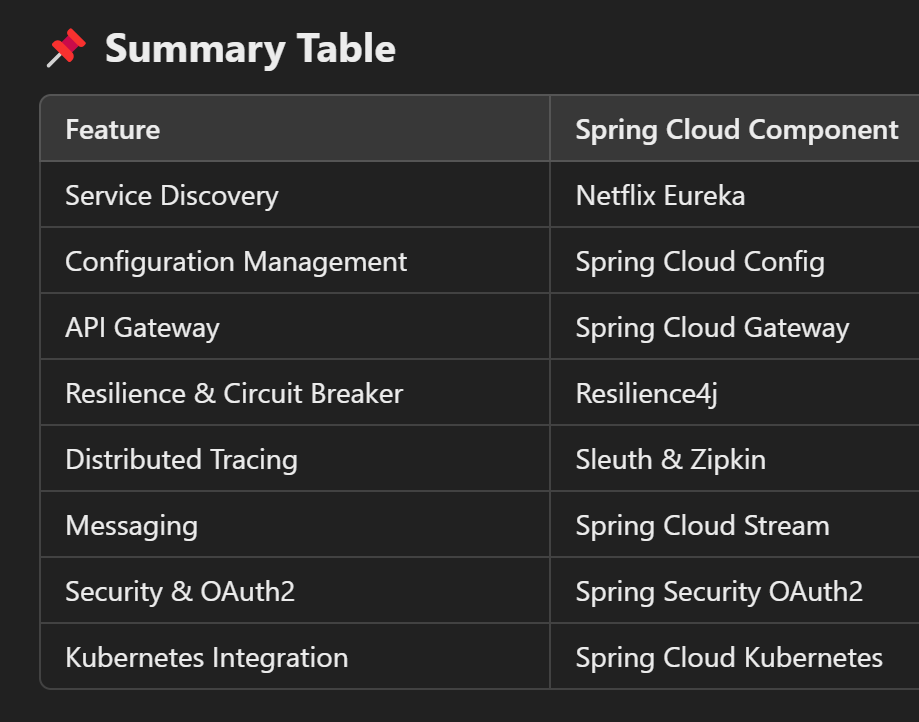 📌 Summary Table
Feature Spring Cloud Component
Service Discovery Netflix Eureka
Configuration Management Spring Cloud Config
API Gateway Spring Cloud Gateway
Resilience & Circuit Breaker Resilience4j
Distributed Tracing Sleuth & Zipkin
Messaging Spring Cloud Stream
Security & OAuth2 Spring Security OAuth2
Kubernetes Integration Spring Cloud Kubernetes